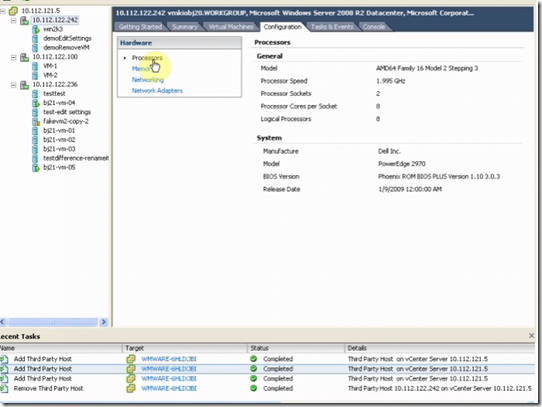 10.112.121.5
10.112.122.242
win2k3
demoEditSettings
demoRemoveVM
10.112.122.100
VM-1
VM-2
10.112.122.236
testtest
bj21-vm-04
test-edit settings
fakevm2-copy-2
bj21-vm-01
bj21-vm-02
bj21-vm-03
testdifference-renamet
bj21-vm-05
10.112.122.242 vmkiobj20.WORKGROUP, Microsoft Windows Server 2008 R2 Datacenter, Microsoft Corporat...
Getting Started Summary Virtual Machines Configuration Tasks & Events Console
Hardware
Processors
Memor
Networking
Network Adapters
Processors
General
Model AMD64 Family 16 Model 2 Stepping 3
Processor Speed 1.995 GHz
Processor Sockets 2
Processor Cores per Socket 8
Logical Processors 8
System
Manufacture Dell Inc.
Model PowerEdge 2970
BIOS Version Phoenix ROM BIOS PLUS Version 1.10 3.0.3
Release Date 1/9/2009 12:00:00 AM
Recent Tasks
Name Target Status Details
Add Third Party Host WMWARE-6HLIXJBI Completed Third Party Host on vCenter Server 10.112.121.5
Add Third Party Host WMWARE-6HLIXJBI Completed Third Party Host on vCenter Server 10.112.121.5
Add Third Party Host WMWARE-6HLIXJBI Completed Third Party Host on vCenter Server 10.112.121.5
Remove Third Party Host WMWARE-6HLIXJBI Completed Third Party Host 10.112.122.242 on vCenter Server 10.112.121.5